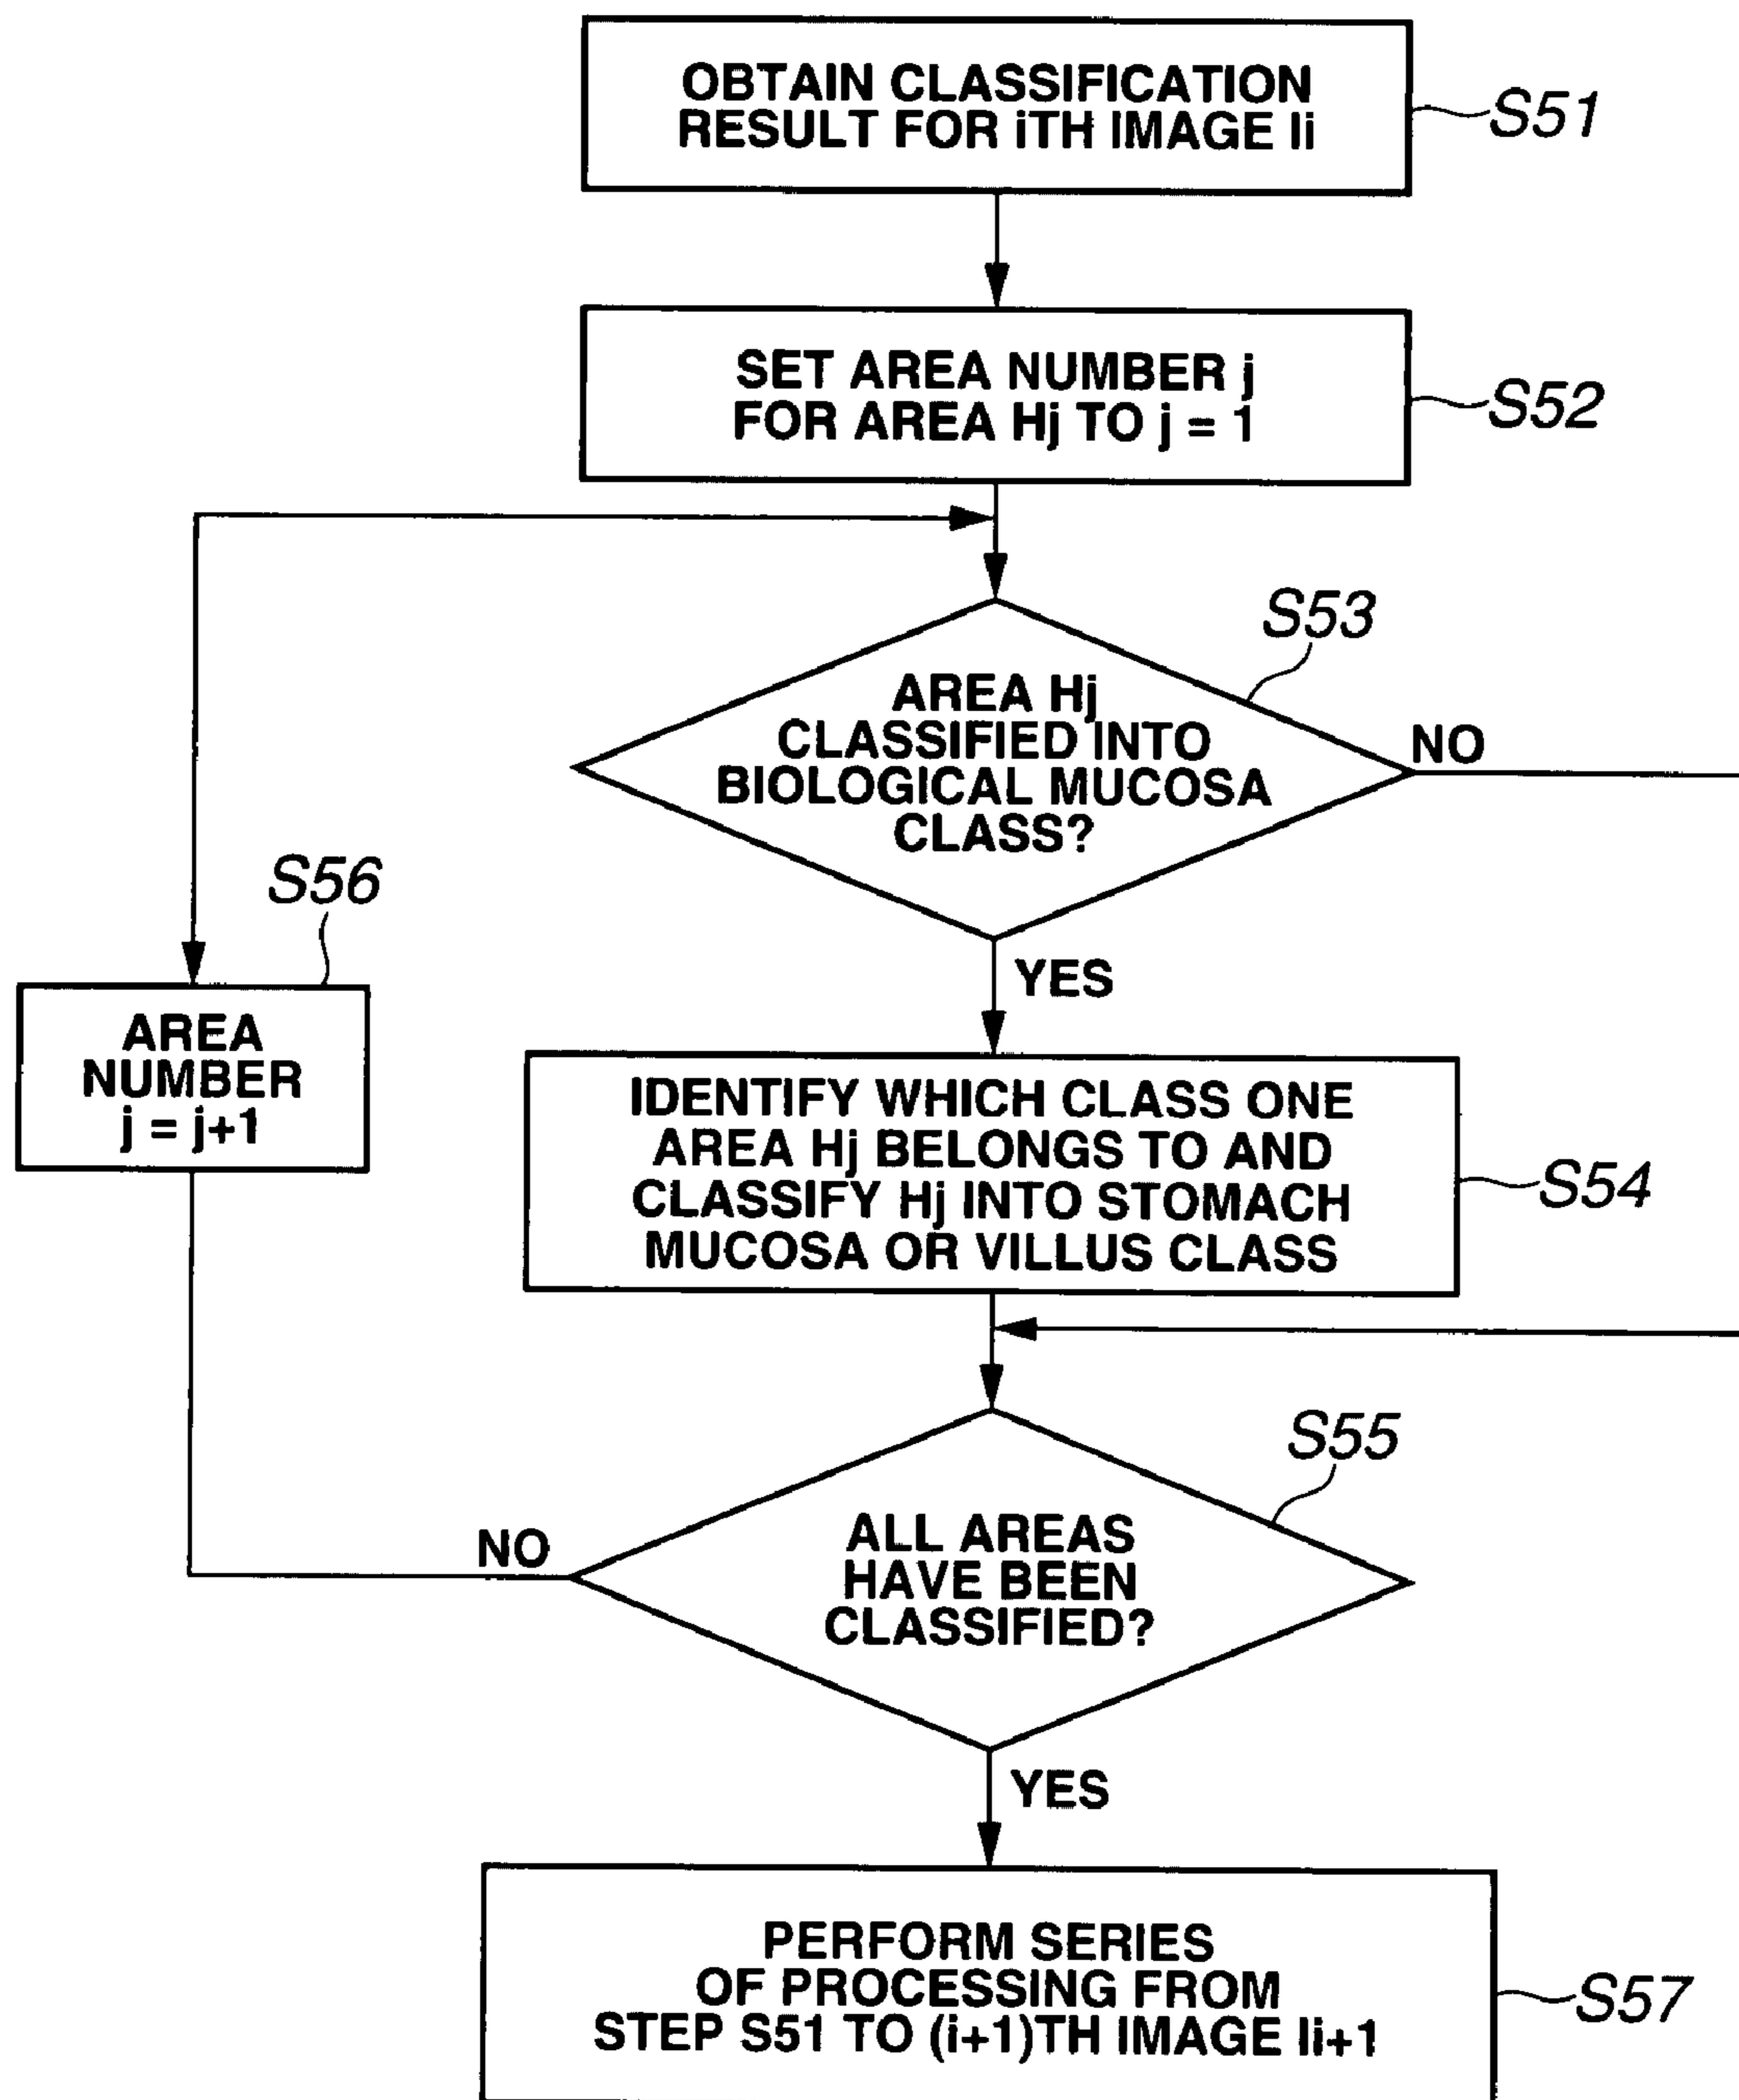 OBTAIN CLASSIFICATION
RESULT FOR iTH IMAGE Ii
S51
SET AREA NUMBER j
FOR AREA Hj TO j = 1
S52
S53
AREA Hj
CLASSIFIED INTO
BIOLOGICAL MUCOSA
CLASS?
NO
YES
S56
AREA
NUMBER
j = j+1
IDENTIFY WHICH CLASS ONE
AREA Hj BELONGS TO AND
CLASSIFY Hj INTO STOMACH
MUCOSA OR VILLUS CLASS
S54
S55
ALL AREAS
HAVE BEEN
CLASSIFIED?
NO
YES
PERFORM SERIES
OF PROCESSING FROM
STEP S51 TO (i+1)TH IMAGE Ii+1
S57